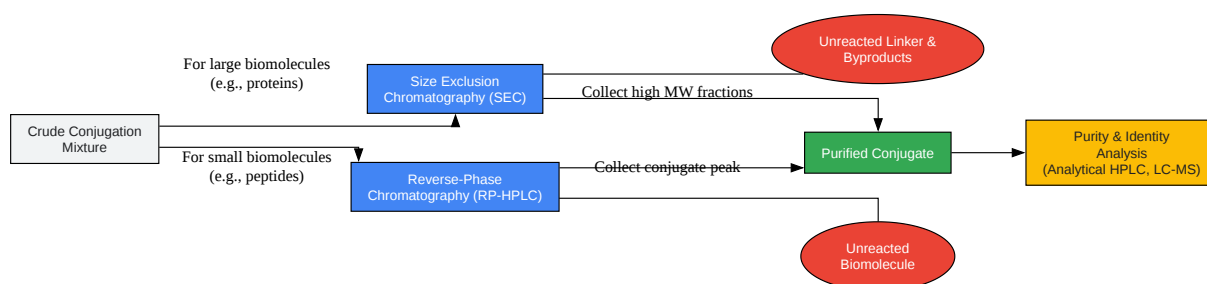 Unreacted Linker &
Byproducts
For large biomolecules
(e.g., proteins)
Size Exclusion
Chromatography (SEC)
Collect high MW fractions
Crude Conjugation
Mixture
Purified Conjugate
Purity & Identity
Analysis
(Analytical HPLC, LC-MS)
For small biomolecules
(e.g., peptides)
Collect conjugate peak
Reverse-Phase
Chromatography (RP-HPLC)
Unreacted
Biomolecule